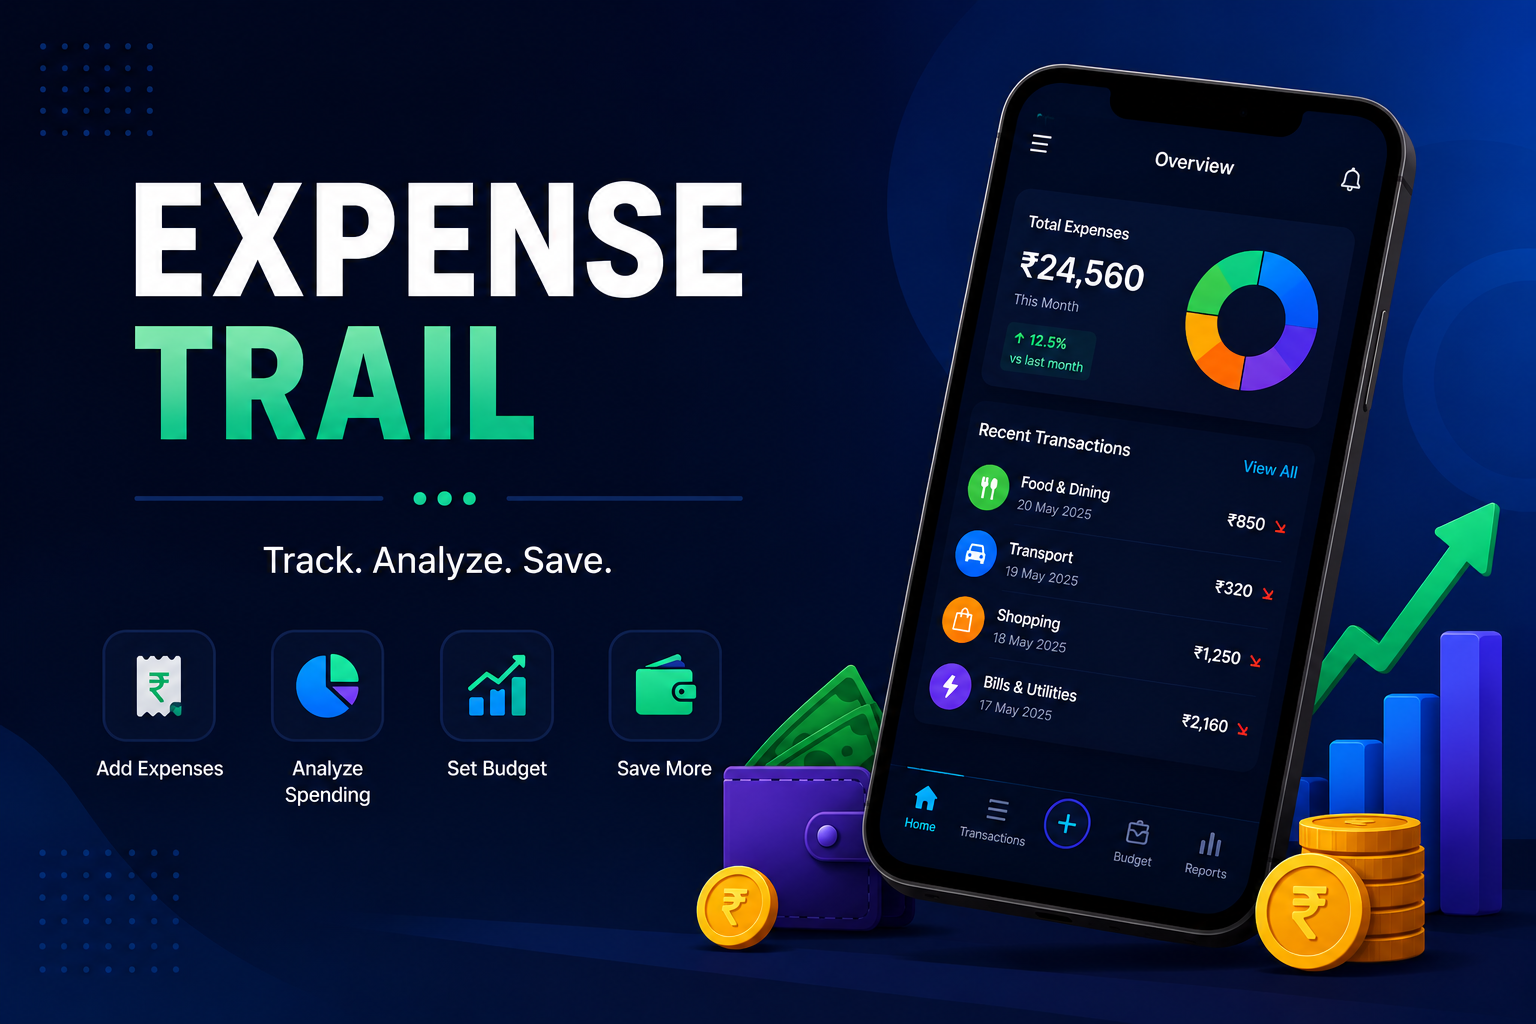 EXPENSE
TRAIL
Track. Analyze. Save.
Add Expenses
Analyze
Spending
Set Budget
Save More
Overview
Total Expenses
₹24,560
This Month
↑ 12.5%
vs last month
Recent Transactions
View All
Food & Dining
20 May 2025
₹850
Transport
19 May 2025
₹320
Shopping
18 May 2025
₹1,250
Bills & Utilities
17 May 2025
₹2,160
Home
Transactions
Budget
Reports
₹
₹
₹